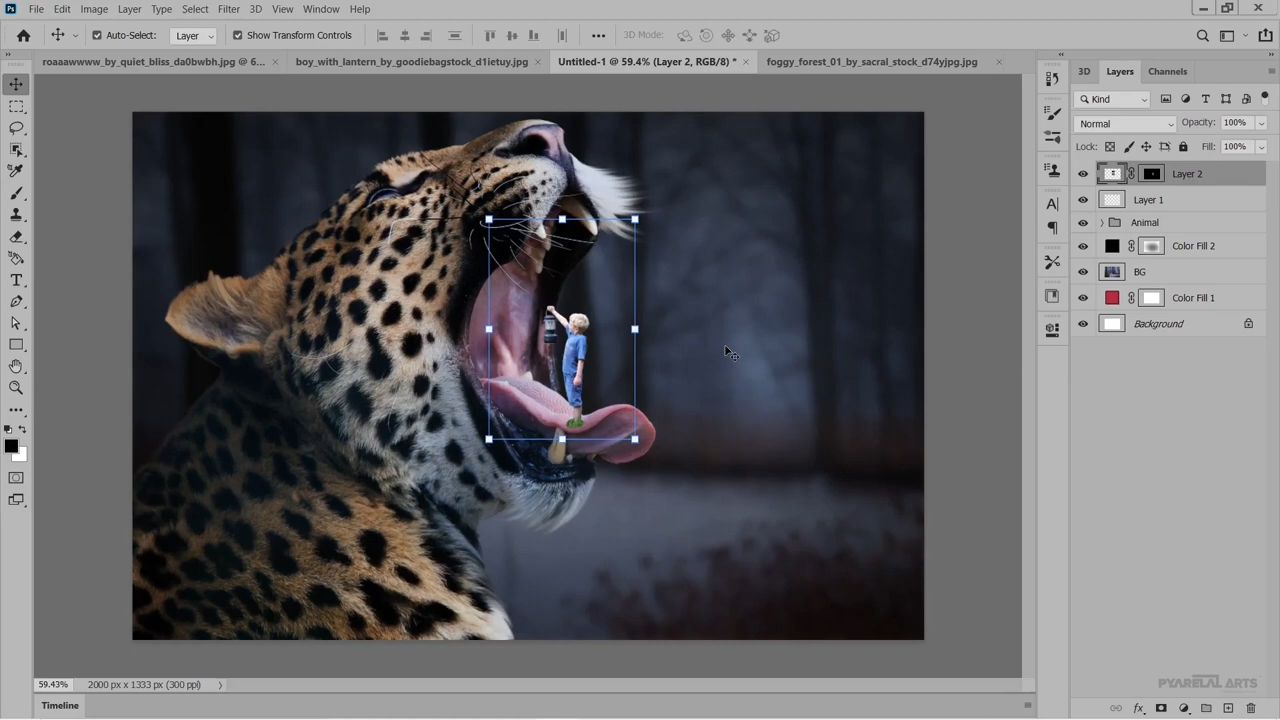 Ps File Edit Image Layer Type Select Filter 3D View Window Help
Auto-Select: Layer Show Transform Controls 3D Mode:
roaaawwww_by_quiet_bliss_da0bwbh.jpg @ 6... × boy_with_lantern_by_goodiebagstock_d1ietuy.jpg × Untitled-1 @ 59.4% (Layer 2, RGB/8) * × foggy_forest_01_by_sacral_stock_d74yjpg.jpg ×
3D Layers Channels
Kind
Normal Opacity: 100%
Lock: Fill: 100%
Layer 2
Layer 1
Animal
Color Fill 2
BG
Color Fill 1
Background
59.43% 2000 px x 1333 px (300 ppi)
PYARELAL ARTS
Timeline